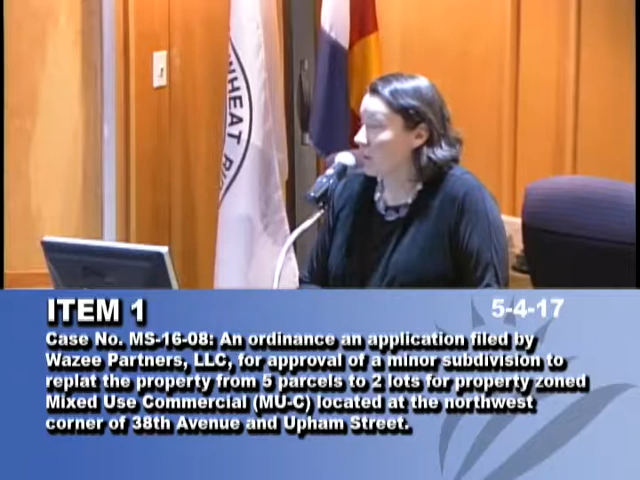 WHEAT R
ITEM 1
5-4-17
Case No. MS-16-08: An ordinance an application filed by
Wazee Partners, LLC, for approval of a minor subdivision to
replat the property from 5 parcels to 2 lots for property zoned
Mixed Use Commercial (MU-C) located at the northwest
corner of 38th Avenue and Upham Street.